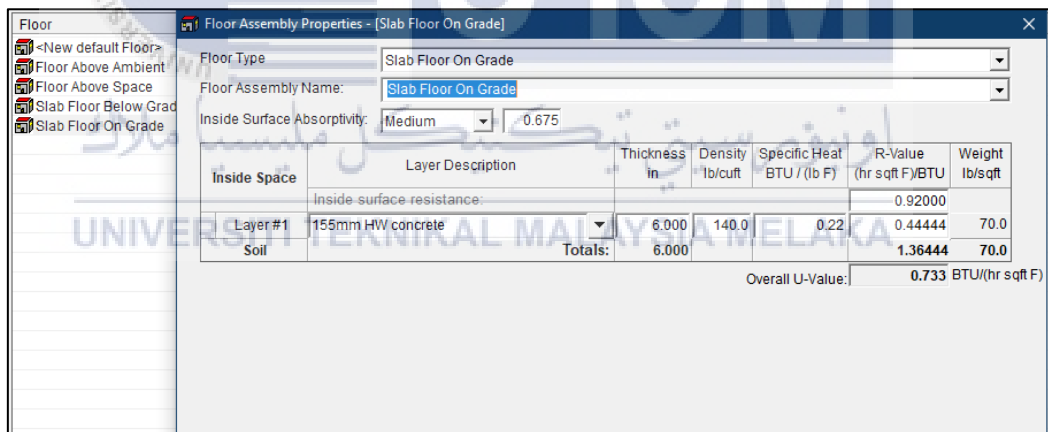 Floor
<New default Floor>
Floor Above Ambient
Floor Above Space
Slab Floor Below Grad
Slab Floor On Grade
Floor Assembly Properties - [Slab Floor On Grade]
Floor Type Slab Floor On Grade
Floor Assembly Name: Slab Floor On Grade
Inside Surface Absorptivity: Medium 0.675
Inside Space Layer Description Thickness in Density lb/cuft Specific Heat BTU / (lb F) R-Value (hr sqft F)/BTU Weight lb/sqft
Inside surface resistance: 0.92000
Layer #1 155mm HW concrete 6.000 140.0 0.22 0.44444 70.0
Soil Totals: 6.000 1.36444 70.0
Overall U-Value: 0.733 BTU/(hr sqft F)
اونيورسيتي تيكنيكل مليسيا ملاك
UNIVERSITI TEKNIKAL MALAYSIA MELAKA